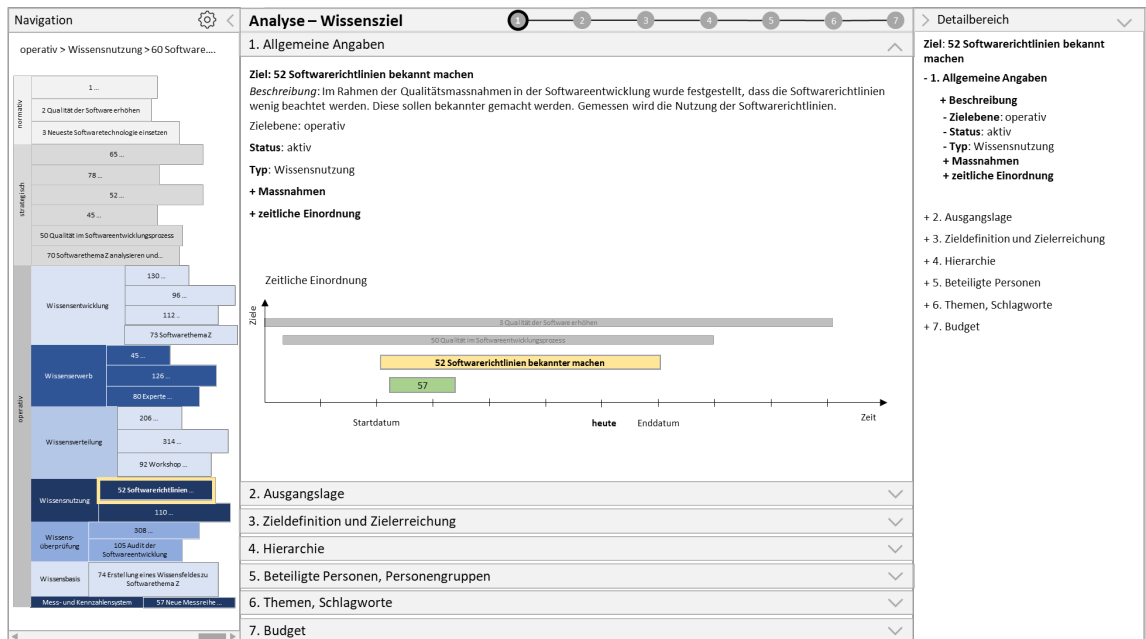 Navigation
<
operativ > Wissensnutzung > 60 Software....
normativ
1 ...
2 Qualität der Software erhöhen
3 Neueste Softwaretechnologie einsetzen
strategisch
65 ...
78 ...
52 ...
45 ...
50 Qualität im Softwareentwicklungsprozess
70 Softwarethema Z analysieren und...
operativ
Wissensentwicklung
130 ...
96 ...
112 ..
73 Softwarethema Z
Wissenserwerb
45 ...
126 ...
80 Experte ...
Wissensverteilung
206 ...
314 ...
92 Workshop ...
Wissensnutzung
52 Softwarerichtlinien ...
110 ...
Wissens-
überprüfung
308 ...
105 Audit der
Softwareentwicklung
Wissensbasis
74 Erstellung eines Wissensfeldes zu
Softwarethema Z
Mess- und Kennzahlensystem
57 Neue Messreihe ...
Analyse – Wissensziel
1 2 3 4 5 6 7
1. Allgemeine Angaben
Ziel: 52 Softwarerichtlinien bekannt machen
Beschreibung: Im Rahmen der Qualitätsmassnahmen in der Softwareentwicklung wurde festgestellt, dass die Softwarerichtlinien
wenig beachtet werden. Diese sollen bekannter gemacht werden. Gemessen wird die Nutzung der Softwarerichtlinien.
Zielebene: operativ
Status: aktiv
Typ: Wissensnutzung
+ Massnahmen
+ zeitliche Einordnung
Zeitliche Einordnung
Ziele
3 Qualität der Software erhöhen
50 Qualität im Softwareentwicklungsprozess
52 Softwarerichtlinien bekannter machen
57
Startdatum heute Enddatum Zeit
2. Ausgangslage
3. Zieldefinition und Zielerreichung
4. Hierarchie
5. Beteiligte Personen, Personengruppen
6. Themen, Schlagworte
7. Budget
> Detailbereich
Ziel: 52 Softwarerichtlinien bekannt
machen
- 1. Allgemeine Angaben
+ Beschreibung
- Zielebene: operativ
- Status: aktiv
- Typ: Wissensnutzung
+ Massnahmen
+ zeitliche Einordnung
+ 2. Ausgangslage
+ 3. Zieldefinition und Zielerreichung
+ 4. Hierarchie
+ 5. Beteiligte Personen
+ 6. Themen, Schlagworte
+ 7. Budget